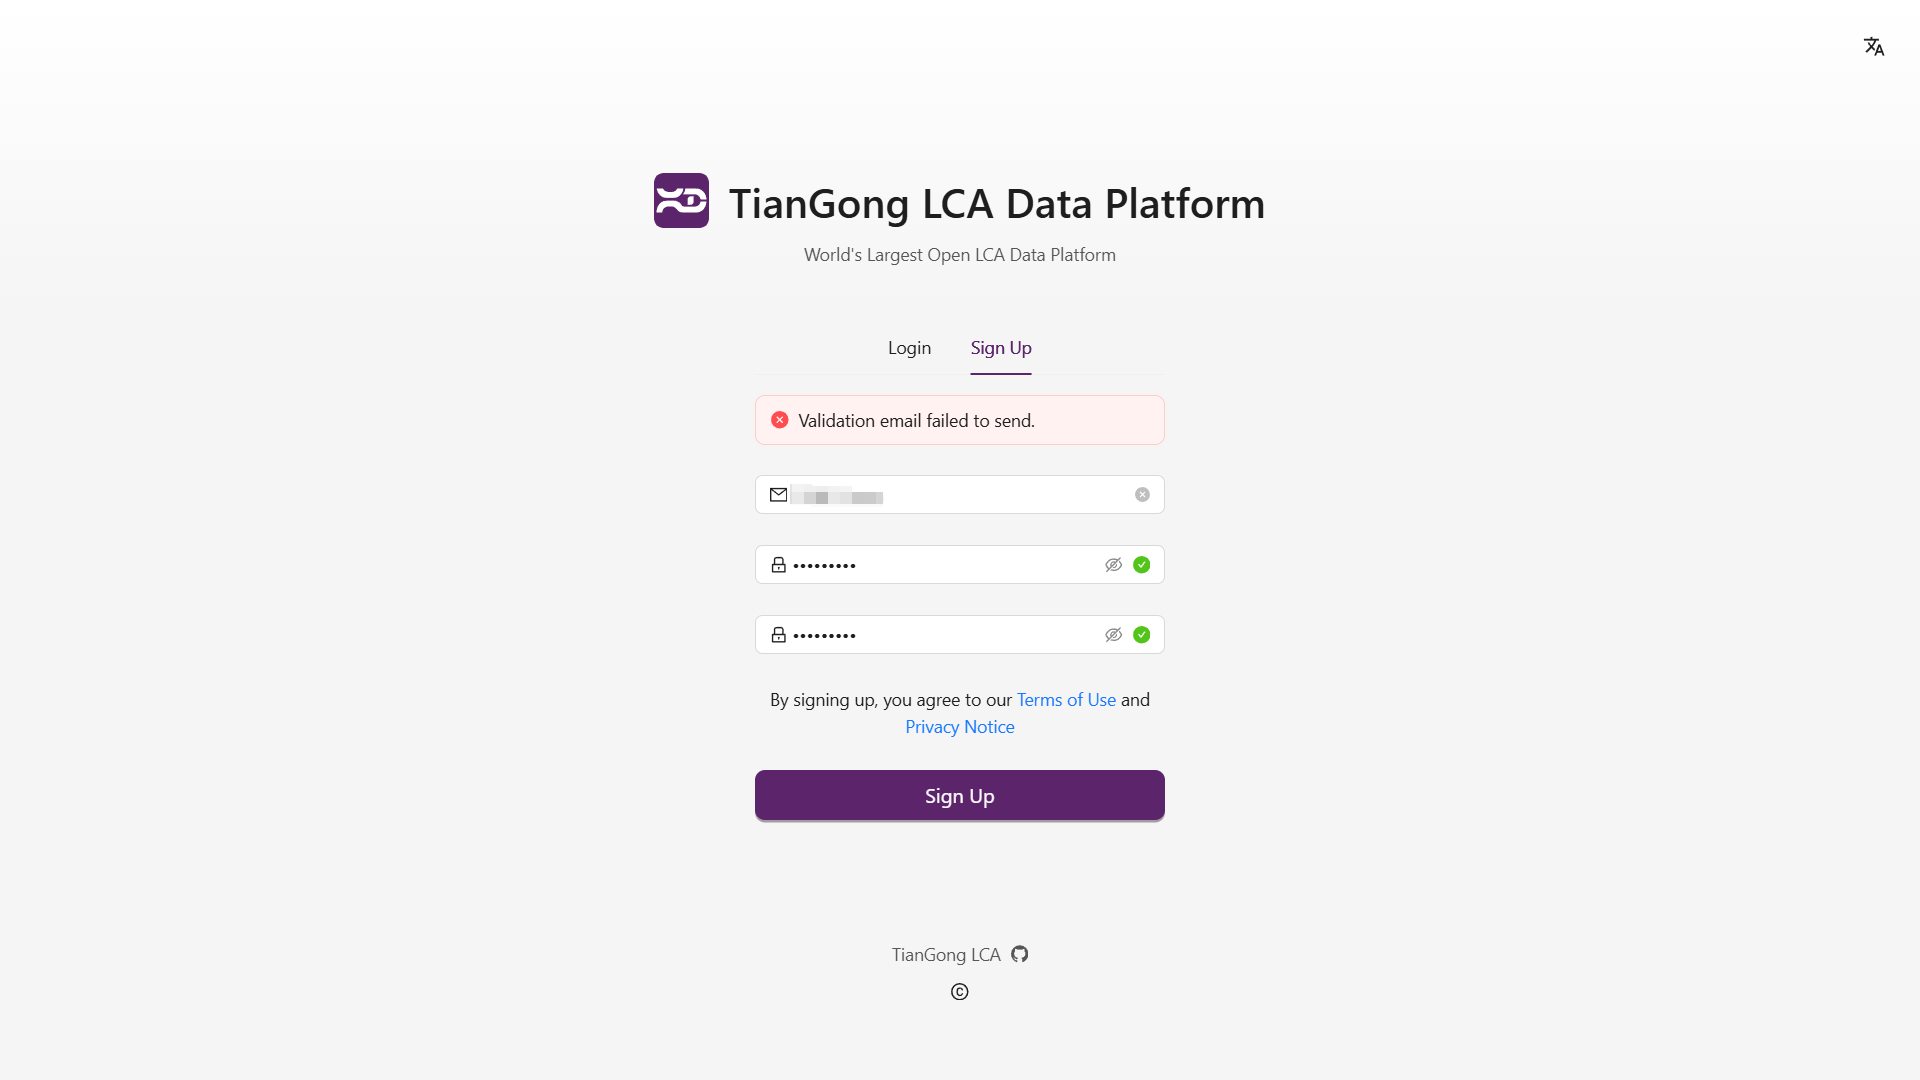 TianGong LCA Data Platform
World's Largest Open LCA Data Platform
Login
Sign Up
Validation email failed to send.
•••••••••
•••••••••
By signing up, you agree to our Terms of Use and
Privacy Notice
Sign Up
TianGong LCA
©